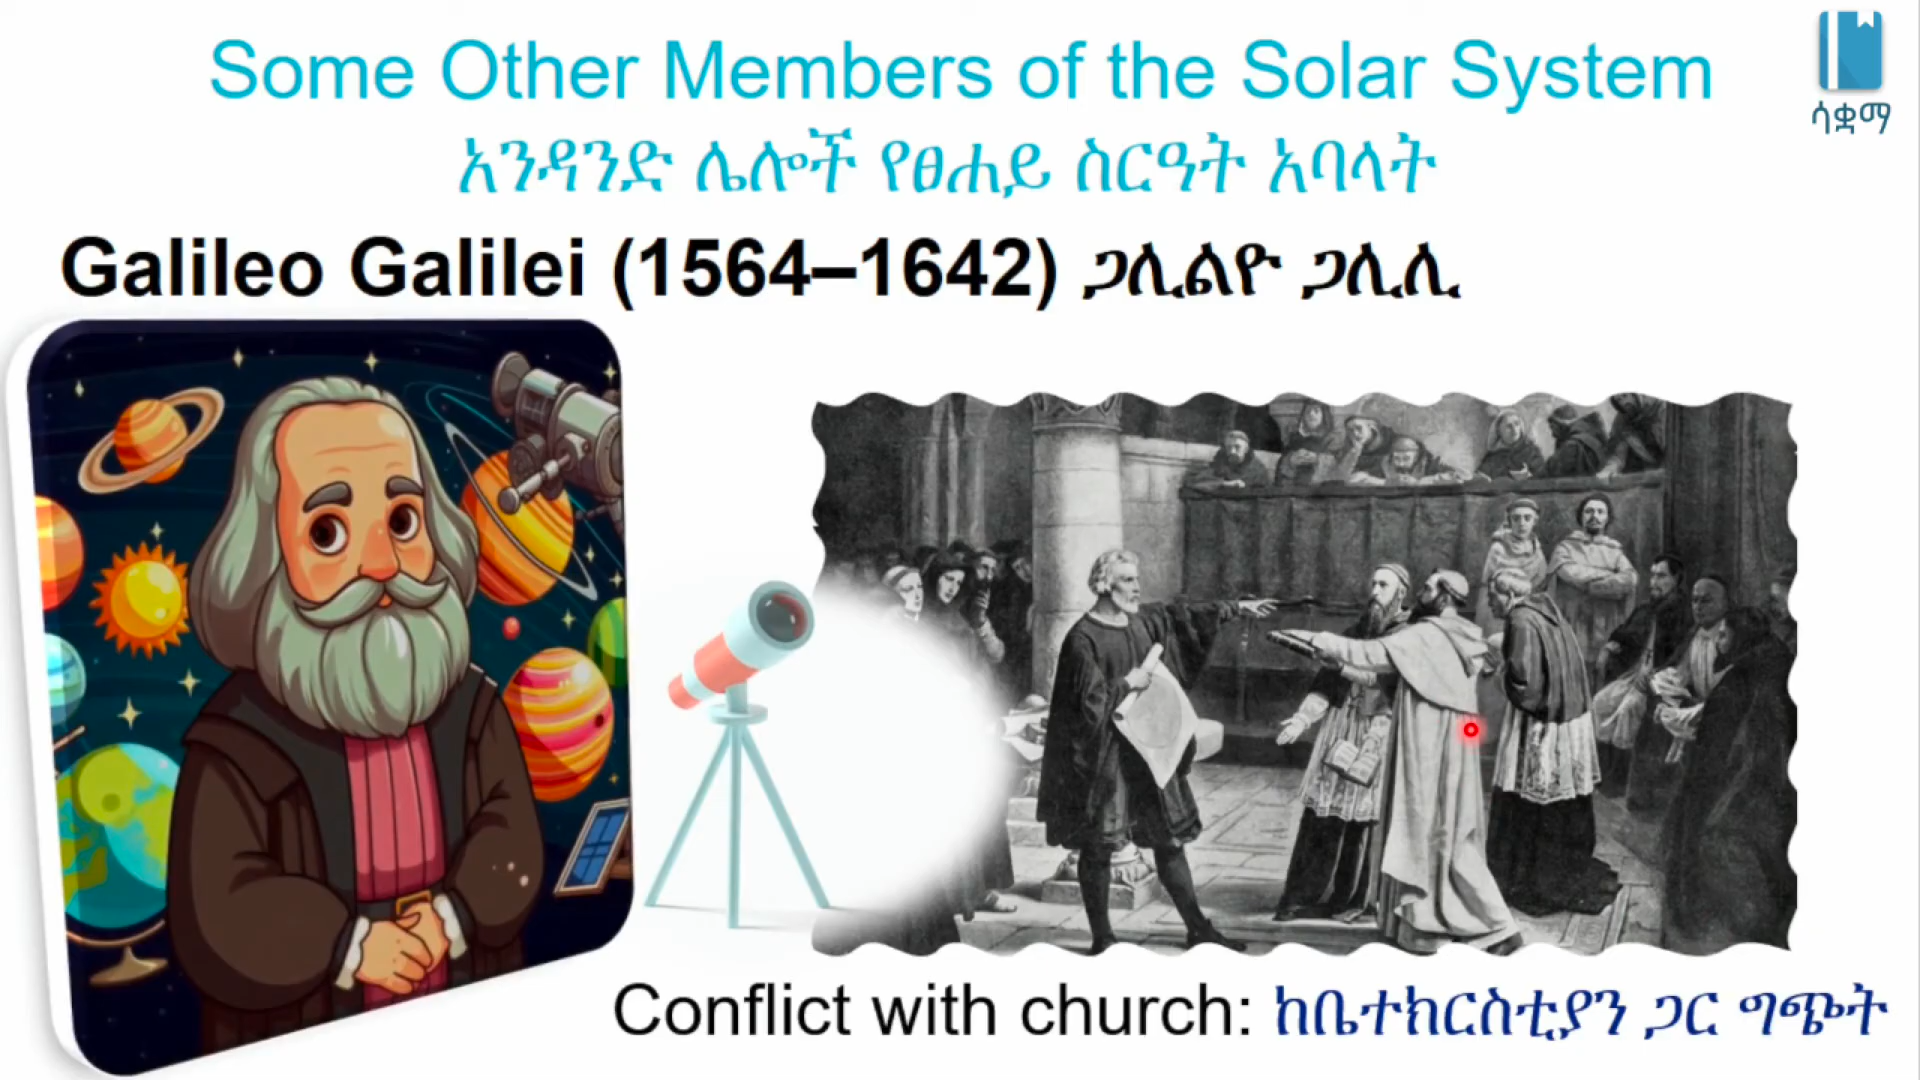 Some Other Members of the Solar System
ሳቋማ
አንዳንድ ሌሎች የፀሐይ ስርዓት አባላት
Galileo Galilei (1564–1642) ጋሊልዮ ጋሊሊ
Conflict with church: ከቤተክርስቲያን ጋር ግጭት